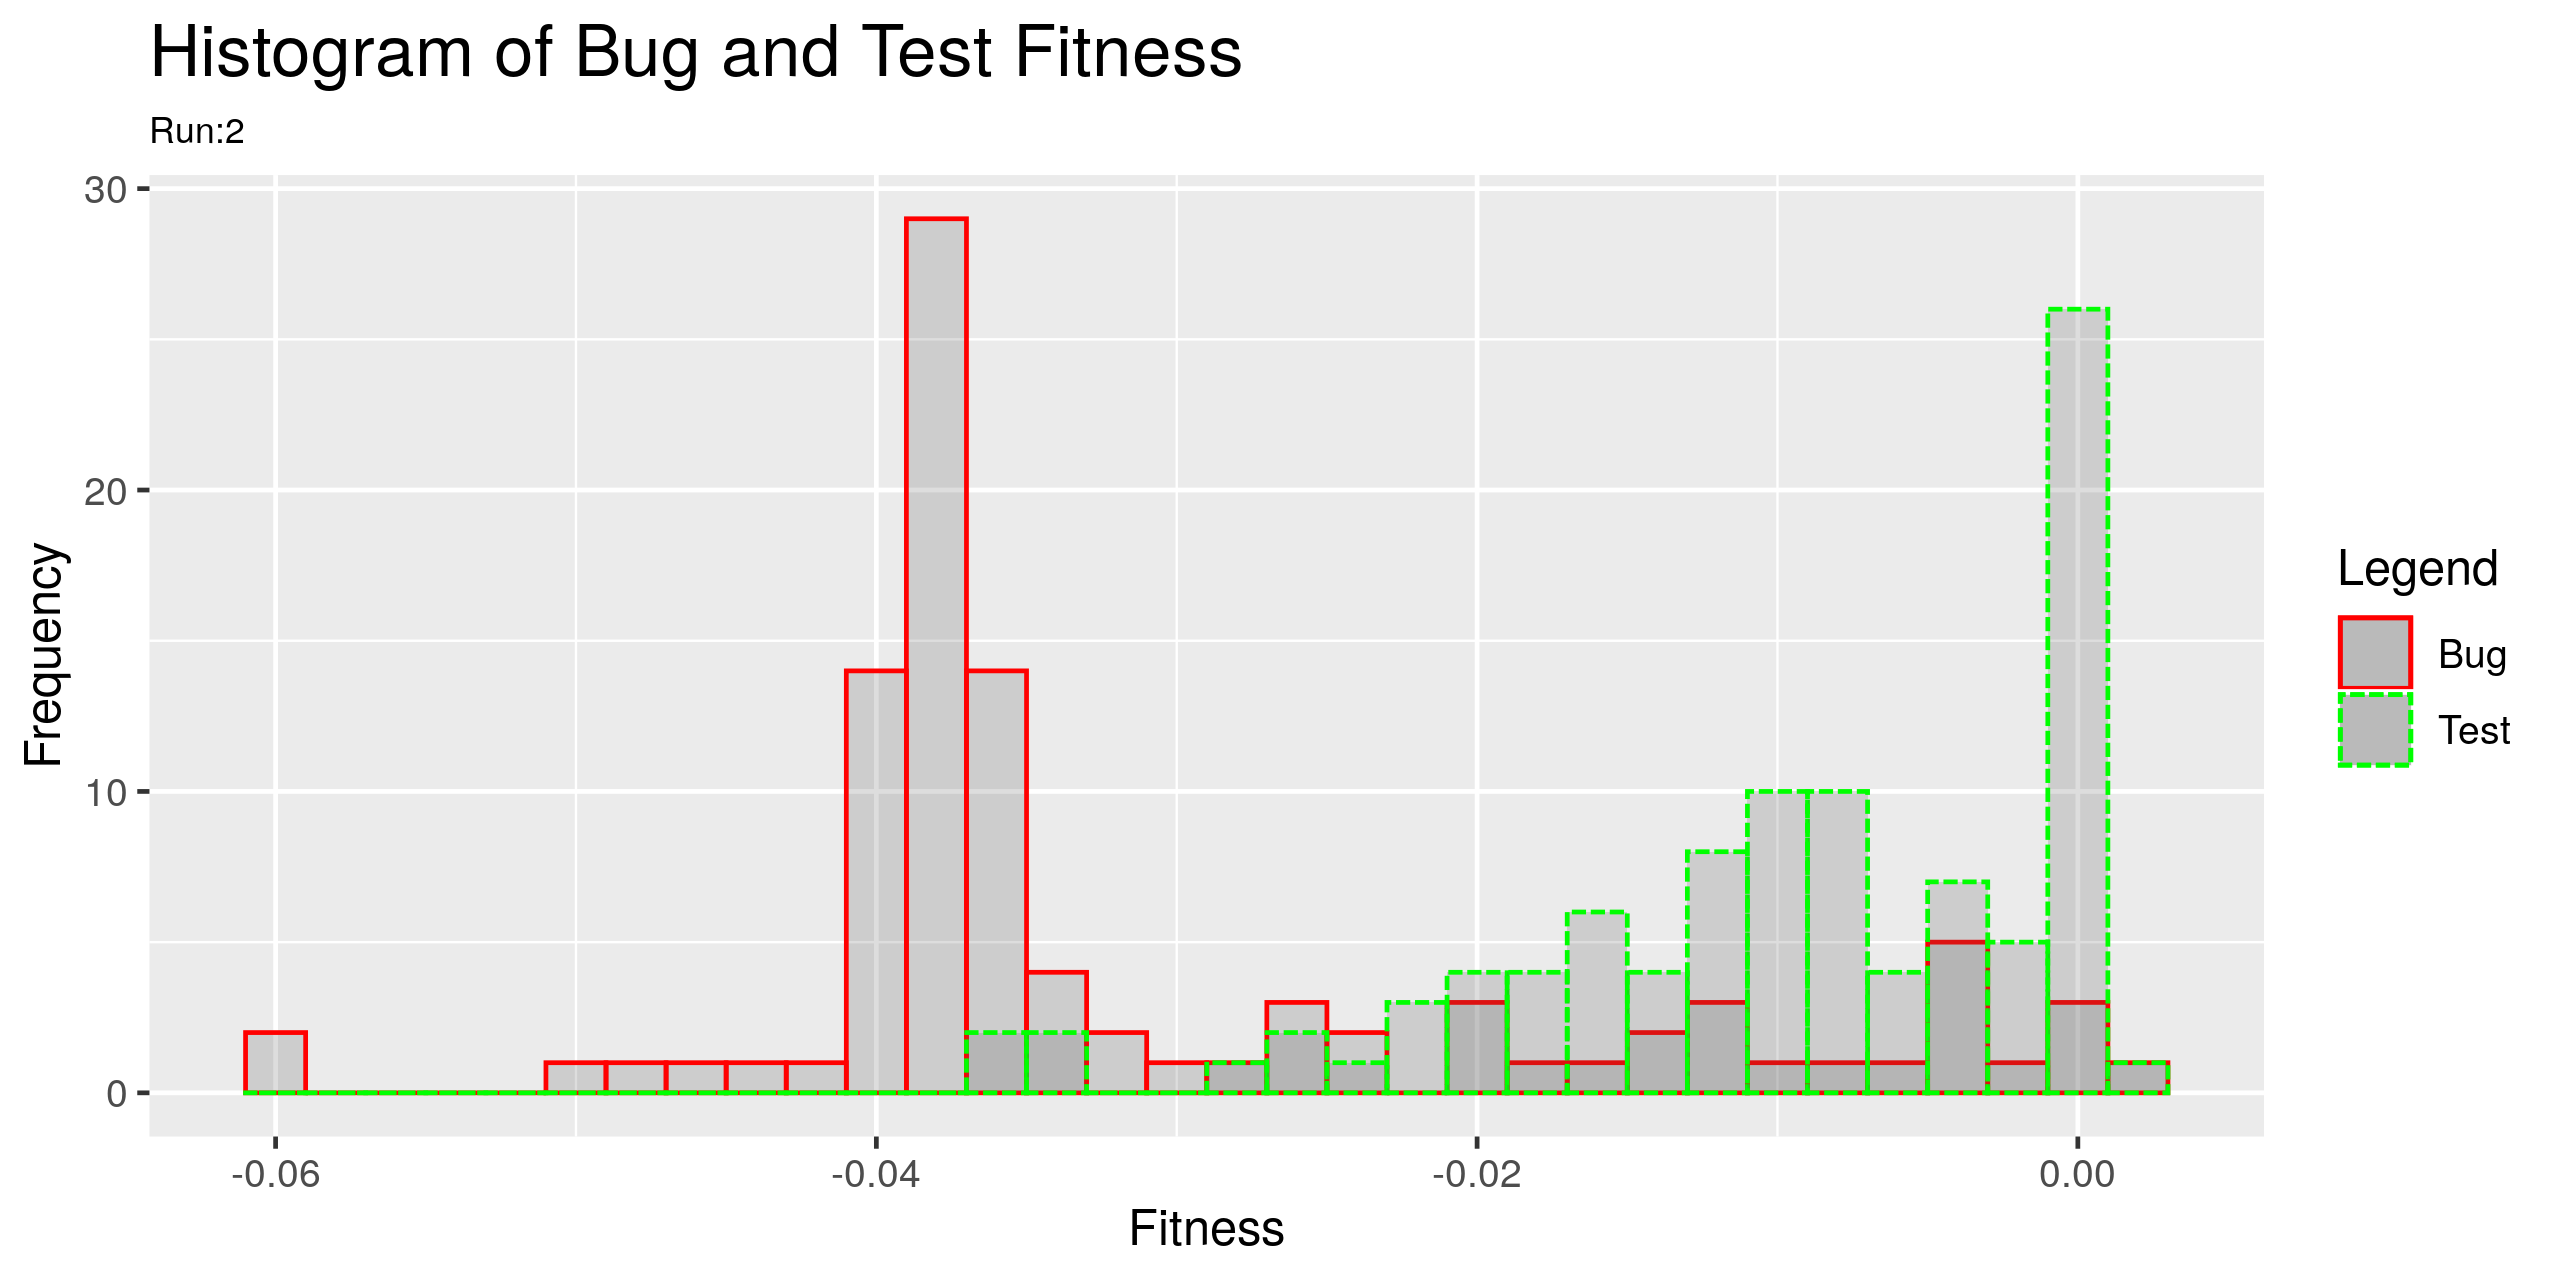 Histogram of Bug and Test Fitness
Run:2
30
20
10
0
Frequency
-0.06
-0.04
-0.02
0.00
Fitness
Legend
Bug
Test